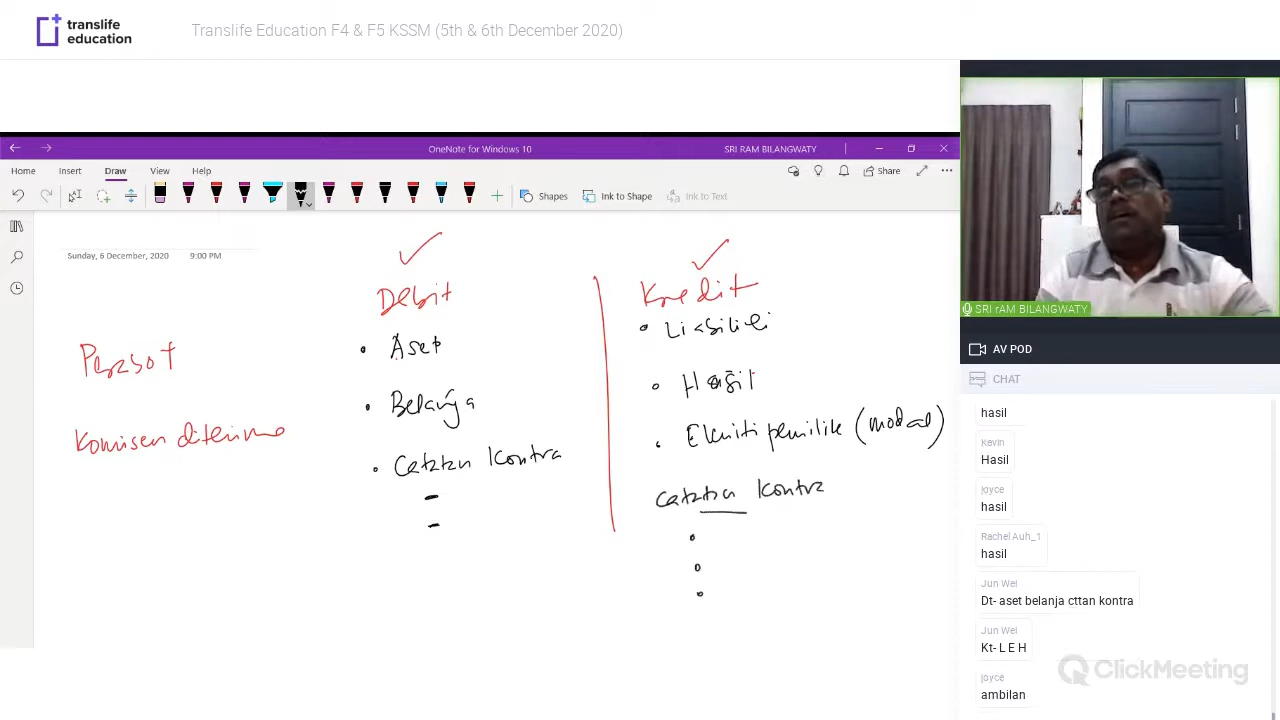 translife
education
Translife Education F4 & F5 KSSM (5th & 6th December 2020)
OneNote for Windows 10
SRI RAM BILANGWATY
Home Insert Draw View Help
Share
Shapes Ink to Shape Ink to Text
Sunday, 6 December, 2020 9:00 PM
Debit
Kredit
Perabot
Komisen diterima
• Aset
• Belanja
• Catatan Kontra
-
-
• Liabiliti
• Hasil
• Ekuiti pemilik (modal)
Catatan Kontra
•
•
•
SRI rAM BILANGWATY
AV POD
CHAT
hasil
Kevin
Hasil
joyce
hasil
Rachel Auh_1
hasil
Jun Wei
Dt- aset belanja cttan kontra
Jun Wei
Kt- L E H
joyce
ambilan
ClickMeeting